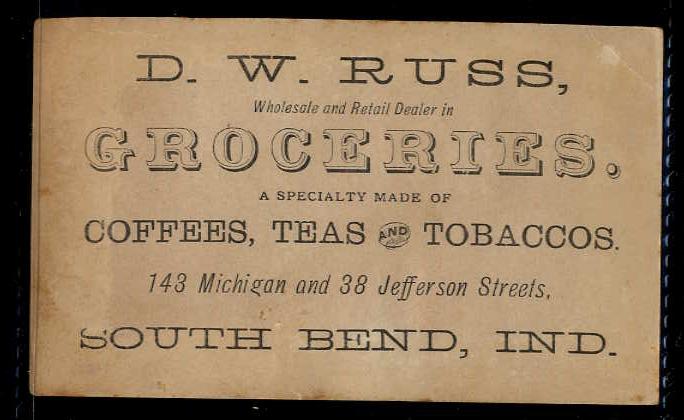 D. W. RUSS,
Wholesale and Retail Dealer in
GROCERIES.
A SPECIALTY MADE OF
COFFEES, TEAS AND TOBACCOS.
143 Michigan and 38 Jefferson Streets,
SOUTH BEND, IND.